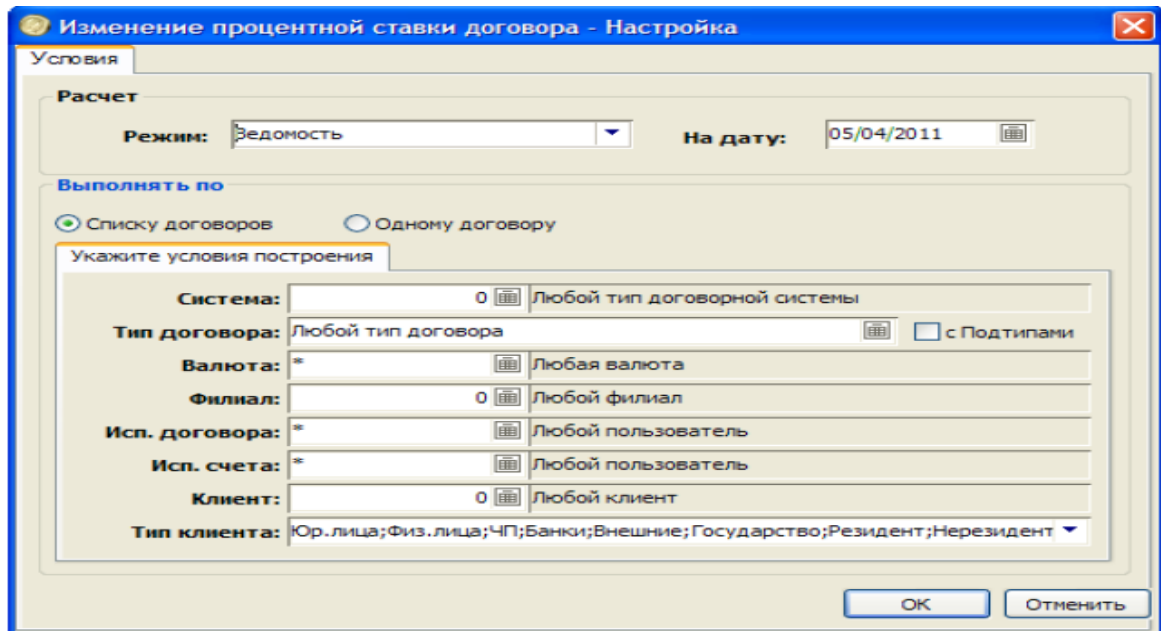 Изменение процентной ставки договора - Настройка
Условия
Расчет
Режим: Ведомость На дату: 05/04/2011
Выполнять по
Списку договоров Одному договору
Укажите условия построения
Система: 0 Любой тип договорной системы
Тип договора: Любой тип договора с Подтипами
Валюта: * Любая валюта
Филиал: 0 Любой филиал
Исп. договора: * Любой пользователь
Исп. счета: * Любой пользователь
Клиент: 0 Любой клиент
Тип клиента: Юр.лица;Физ.лица;ЧП;Банки;Внешние;Государство;Резидент;Нерезидент
ОК Отменить